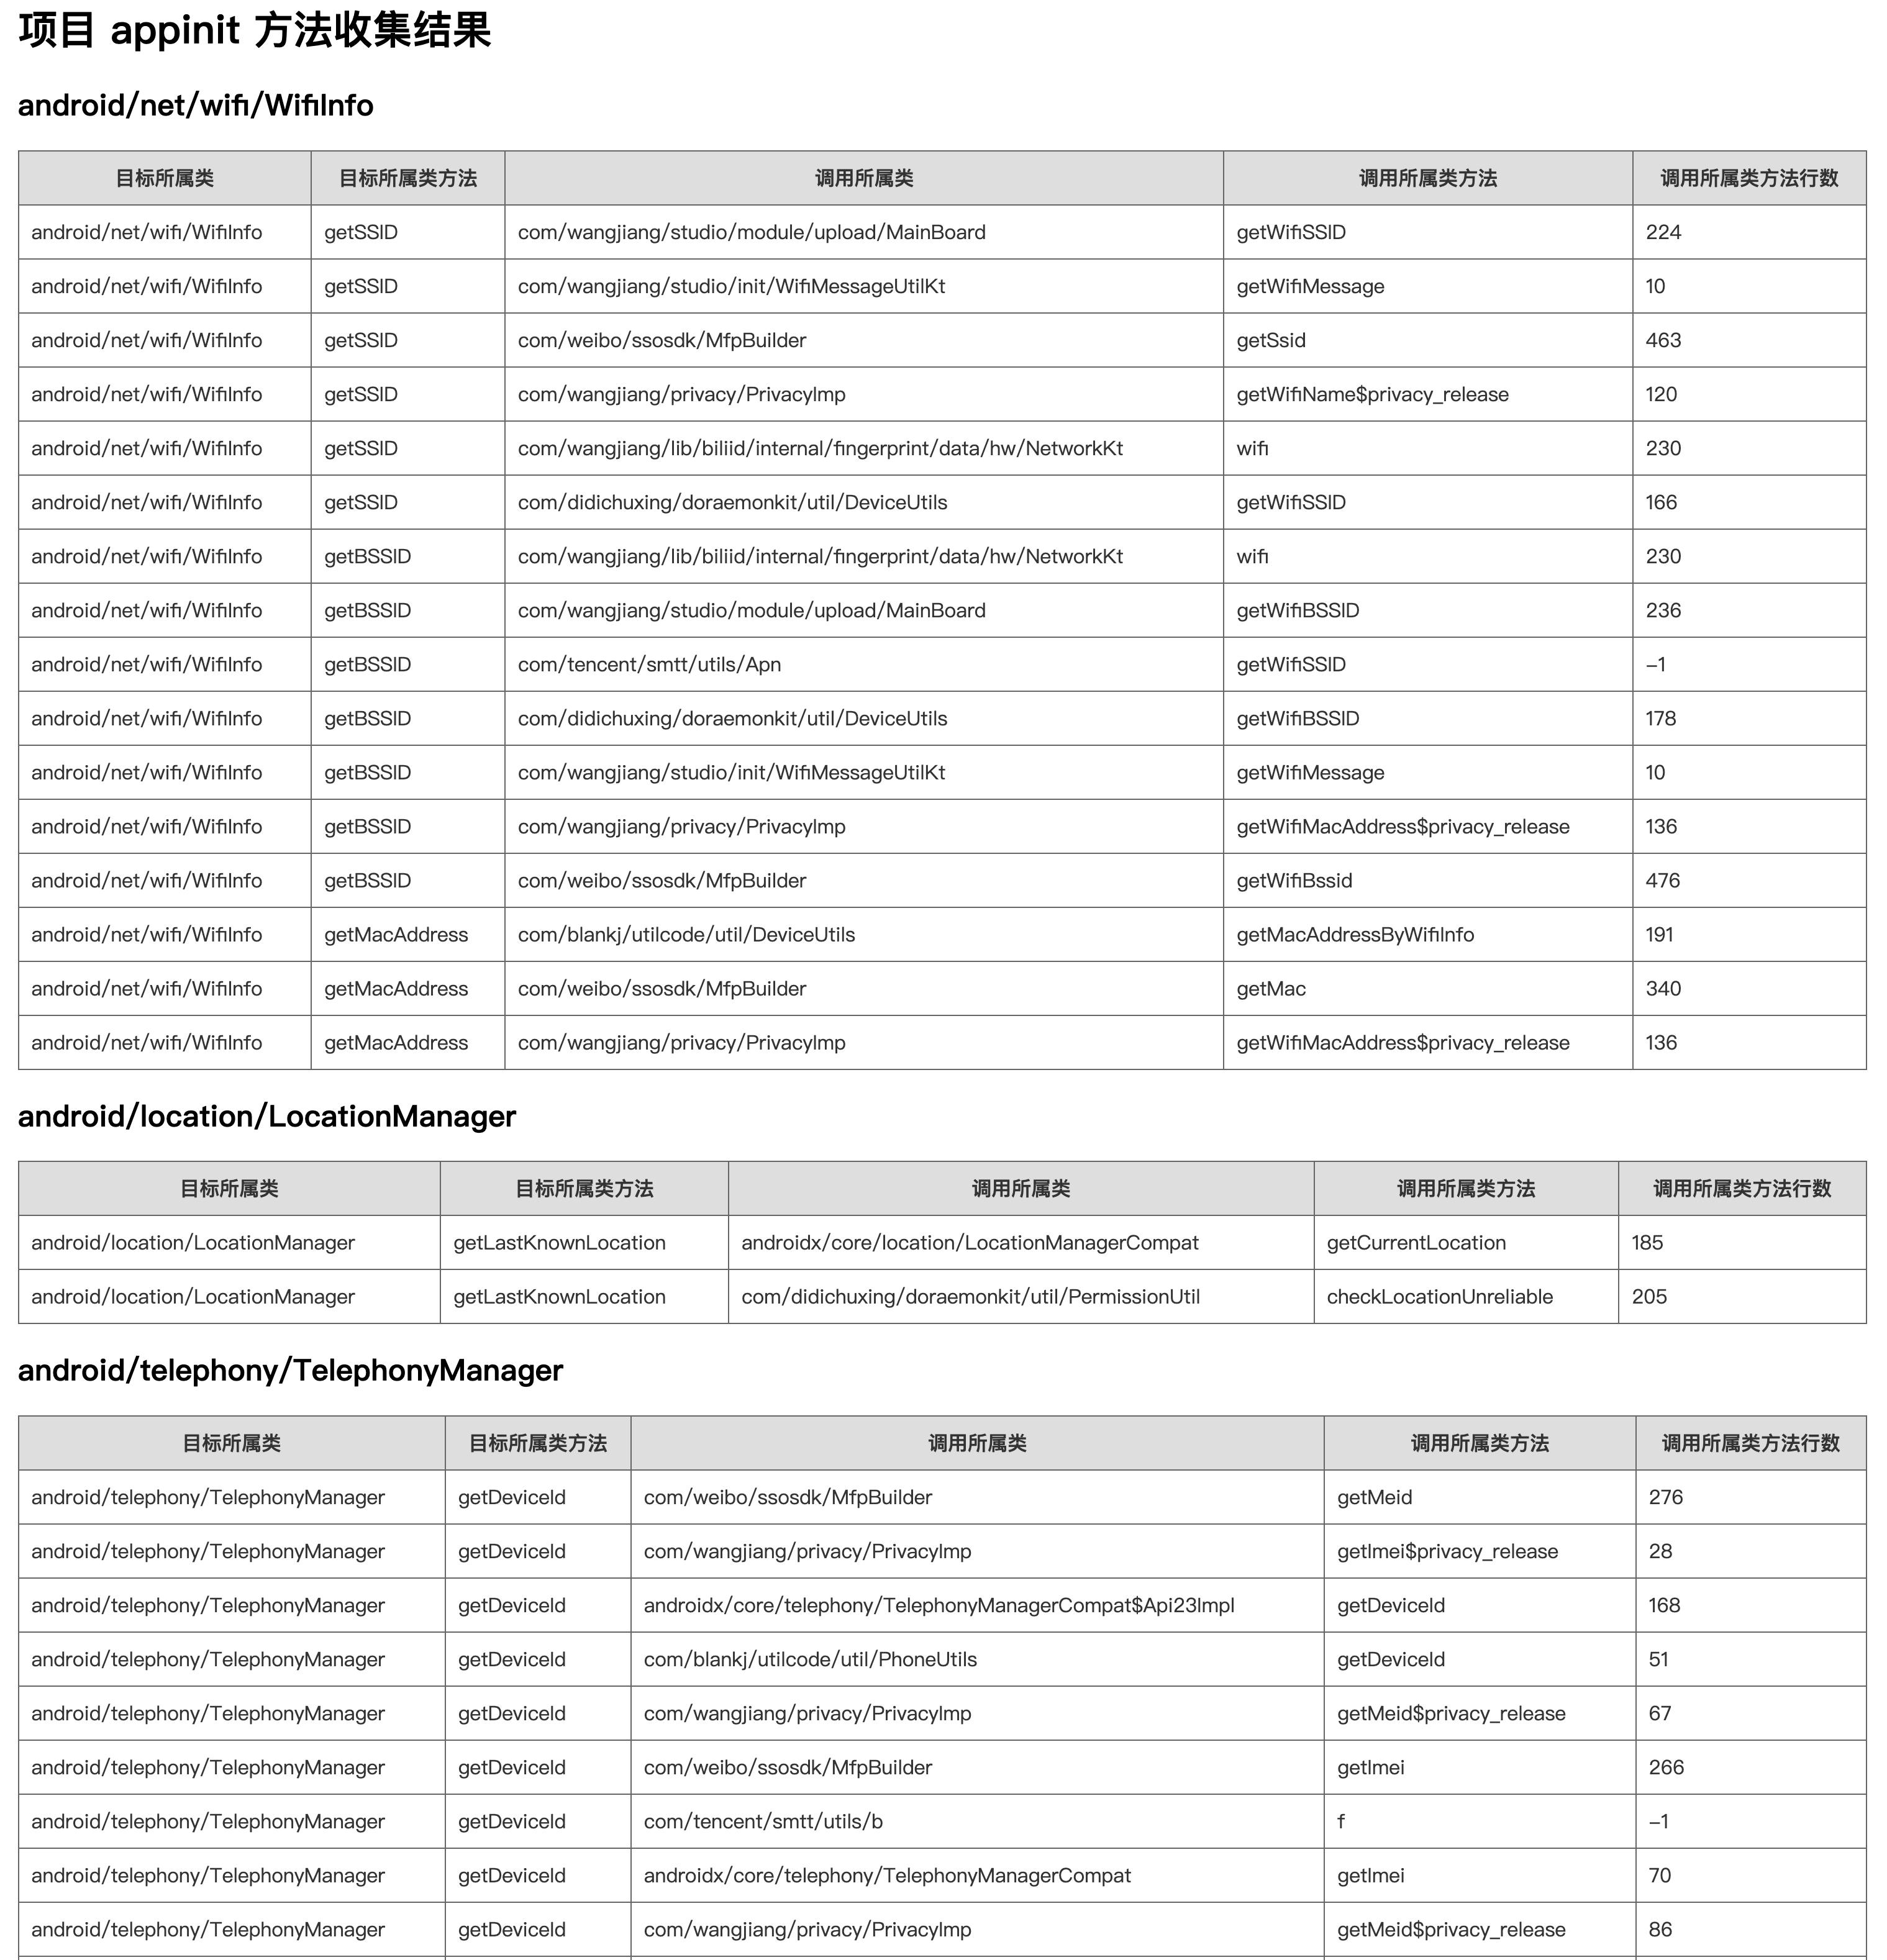 项目 appinit 方法收集结果
android/net/wifi/WifiInfo
目标所属类 目标所属类方法 调用所属类 调用所属类方法 调用所属类方法行数
android/net/wifi/WifiInfo getSSID com/wangjiang/studio/module/upload/MainBoard getWifiSSID 224
android/net/wifi/WifiInfo getSSID com/wangjiang/studio/init/WifiMessageUtilKt getWifiMessage 10
android/net/wifi/WifiInfo getSSID com/weibo/ssosdk/MfpBuilder getSsid 463
android/net/wifi/WifiInfo getSSID com/wangjiang/privacy/PrivacyImp getWifiName$privacy_release 120
android/net/wifi/WifiInfo getSSID com/wangjiang/lib/biliid/internal/fingerprint/data/hw/NetworkKt wifi 230
android/net/wifi/WifiInfo getSSID com/didichuxing/doraemonkit/util/DeviceUtils getWifiSSID 166
android/net/wifi/WifiInfo getBSSID com/wangjiang/lib/biliid/internal/fingerprint/data/hw/NetworkKt wifi 230
android/net/wifi/WifiInfo getBSSID com/wangjiang/studio/module/upload/MainBoard getWifiBSSID 236
android/net/wifi/WifiInfo getBSSID com/tencent/smtt/utils/Apn getWifiSSID –1
android/net/wifi/WifiInfo getBSSID com/didichuxing/doraemonkit/util/DeviceUtils getWifiBSSID 178
android/net/wifi/WifiInfo getBSSID com/wangjiang/studio/init/WifiMessageUtilKt getWifiMessage 10
android/net/wifi/WifiInfo getBSSID com/wangjiang/privacy/PrivacyImp getWifiMacAddress$privacy_release 136
android/net/wifi/WifiInfo getBSSID com/weibo/ssosdk/MfpBuilder getWifiBssid 476
android/net/wifi/WifiInfo getMacAddress com/blankj/utilcode/util/DeviceUtils getMacAddressByWifiInfo 191
android/net/wifi/WifiInfo getMacAddress com/weibo/ssosdk/MfpBuilder getMac 340
android/net/wifi/WifiInfo getMacAddress com/wangjiang/privacy/PrivacyImp getWifiMacAddress$privacy_release 136
android/location/LocationManager
目标所属类 目标所属类方法 调用所属类 调用所属类方法 调用所属类方法行数
android/location/LocationManager getLastKnownLocation androidx/core/location/LocationManagerCompat getCurrentLocation 185
android/location/LocationManager getLastKnownLocation com/didichuxing/doraemonkit/util/PermissionUtil checkLocationUnreliable 205
android/telephony/TelephonyManager
目标所属类 目标所属类方法 调用所属类 调用所属类方法 调用所属类方法行数
android/telephony/TelephonyManager getDeviceId com/weibo/ssosdk/MfpBuilder getMeid 276
android/telephony/TelephonyManager getDeviceId com/wangjiang/privacy/PrivacyImp getImei$privacy_release 28
android/telephony/TelephonyManager getDeviceId androidx/core/telephony/TelephonyManagerCompat$Api23Impl getDeviceId 168
android/telephony/TelephonyManager getDeviceId com/blankj/utilcode/util/PhoneUtils getDeviceId 51
android/telephony/TelephonyManager getDeviceId com/wangjiang/privacy/PrivacyImp getMeid$privacy_release 67
android/telephony/TelephonyManager getDeviceId com/weibo/ssosdk/MfpBuilder getImei 266
android/telephony/TelephonyManager getDeviceId com/tencent/smtt/utils/b f –1
android/telephony/TelephonyManager getDeviceId androidx/core/telephony/TelephonyManagerCompat getImei 70
android/telephony/TelephonyManager getDeviceId com/wangjiang/privacy/PrivacyImp getMeid$privacy_release 86